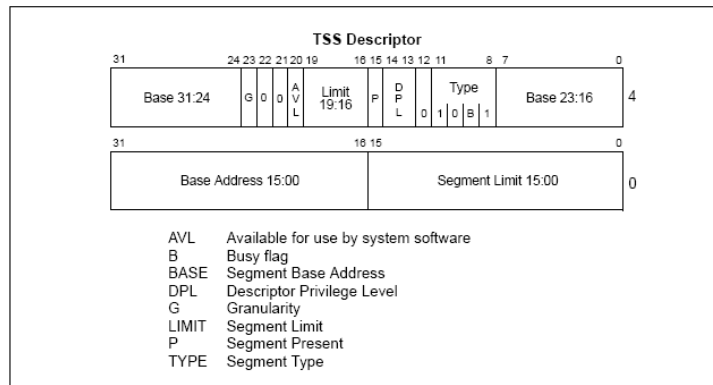 TSS Descriptor
31 24 23 22 21 20 19 16 15 14 13 12 11 8 7 0
Base 31:24 G 0 0 AVL Limit 19:16 P DPL 0 Type 1 0 B 1 Base 23:16 4
31 16 15 0
Base Address 15:00 Segment Limit 15:00 0
AVL Available for use by system software
B Busy flag
BASE Segment Base Address
DPL Descriptor Privilege Level
G Granularity
LIMIT Segment Limit
P Segment Present
TYPE Segment Type